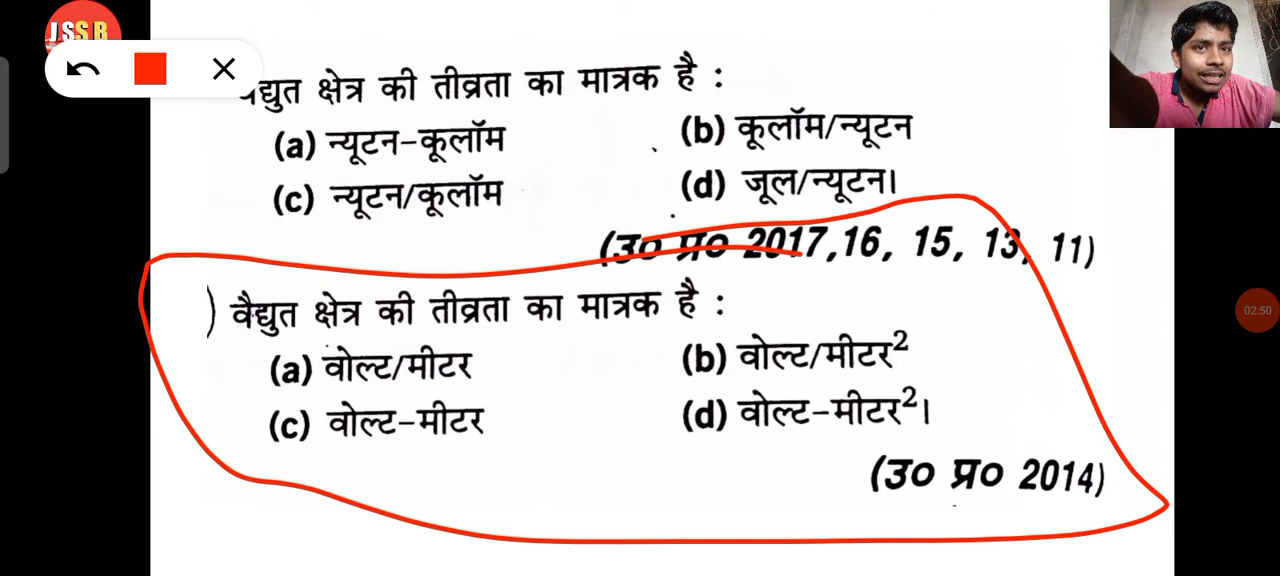 JSSB
वैद्युत क्षेत्र की तीव्रता का मात्रक है :
(a) न्यूटन-कूलॉम (b) कूलॉम/न्यूटन
(c) न्यूटन/कूलॉम (d) जूल/न्यूटन।
(उ० प्र० 2017,16, 15, 13, 11)
) वैद्युत क्षेत्र की तीव्रता का मात्रक है :
02:50
(a) वोल्ट/मीटर (b) वोल्ट/मीटर²
(c) वोल्ट-मीटर (d) वोल्ट-मीटर²।
(उ० प्र० 2014)